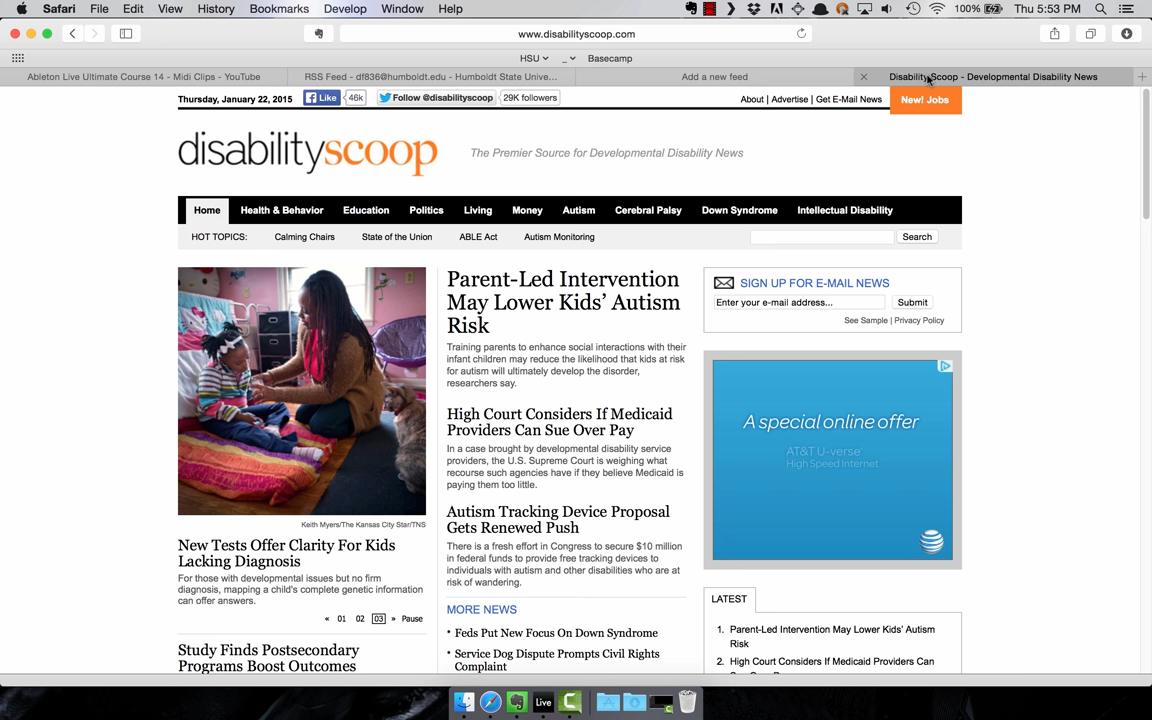 Safari File Edit View History Bookmarks Develop Window Help 100% Thu 5:53 PM
www.disabilityscoop.com
HSU Basecamp
Ableton Live Ultimate Course 14 - Midi Clips - YouTube RSS Feed - df836@humboldt.edu - Humboldt State Unive... Add a new feed Disability Scoop - Developmental Disability News
Thursday, January 22, 2015 Like 46k Follow @disabilityscoop 29K followers About | Advertise | Get E-Mail News New! Jobs
disabilityscoop The Premier Source for Developmental Disability News
Home Health & Behavior Education Politics Living Money Autism Cerebral Palsy Down Syndrome Intellectual Disability
HOT TOPICS: Calming Chairs State of the Union ABLE Act Autism Monitoring Search
Keith Myers/The Kansas City Star/TNS
New Tests Offer Clarity For Kids
Lacking Diagnosis
For those with developmental issues but no firm
diagnosis, mapping a child's complete genetic information
can offer answers.
« 01 02 03 » Pause
Study Finds Postsecondary
Programs Boost Outcomes
Parent-Led Intervention
May Lower Kids' Autism
Risk
Training parents to enhance social interactions with their
infant children may reduce the likelihood that kids at risk
for autism will ultimately develop the disorder,
researchers say.
High Court Considers If Medicaid
Providers Can Sue Over Pay
In a case brought by developmental disability service
providers, the U.S. Supreme Court is weighing what
recourse such agencies have if they believe Medicaid is
paying them too little.
Autism Tracking Device Proposal
Gets Renewed Push
There is a fresh effort in Congress to secure $10 million
in federal funds to provide free tracking devices to
individuals with autism and other disabilities who are at
risk of wandering.
MORE NEWS
• Feds Put New Focus On Down Syndrome
• Service Dog Dispute Prompts Civil Rights
Complaint
SIGN UP FOR E-MAIL NEWS
Enter your e-mail address... Submit
See Sample | Privacy Policy
A special online offer
AT&T U-verse
High Speed Internet
at&t
LATEST
1. Parent-Led Intervention May Lower Kids' Autism
Risk
2. High Court Considers If Medicaid Providers Can
Live